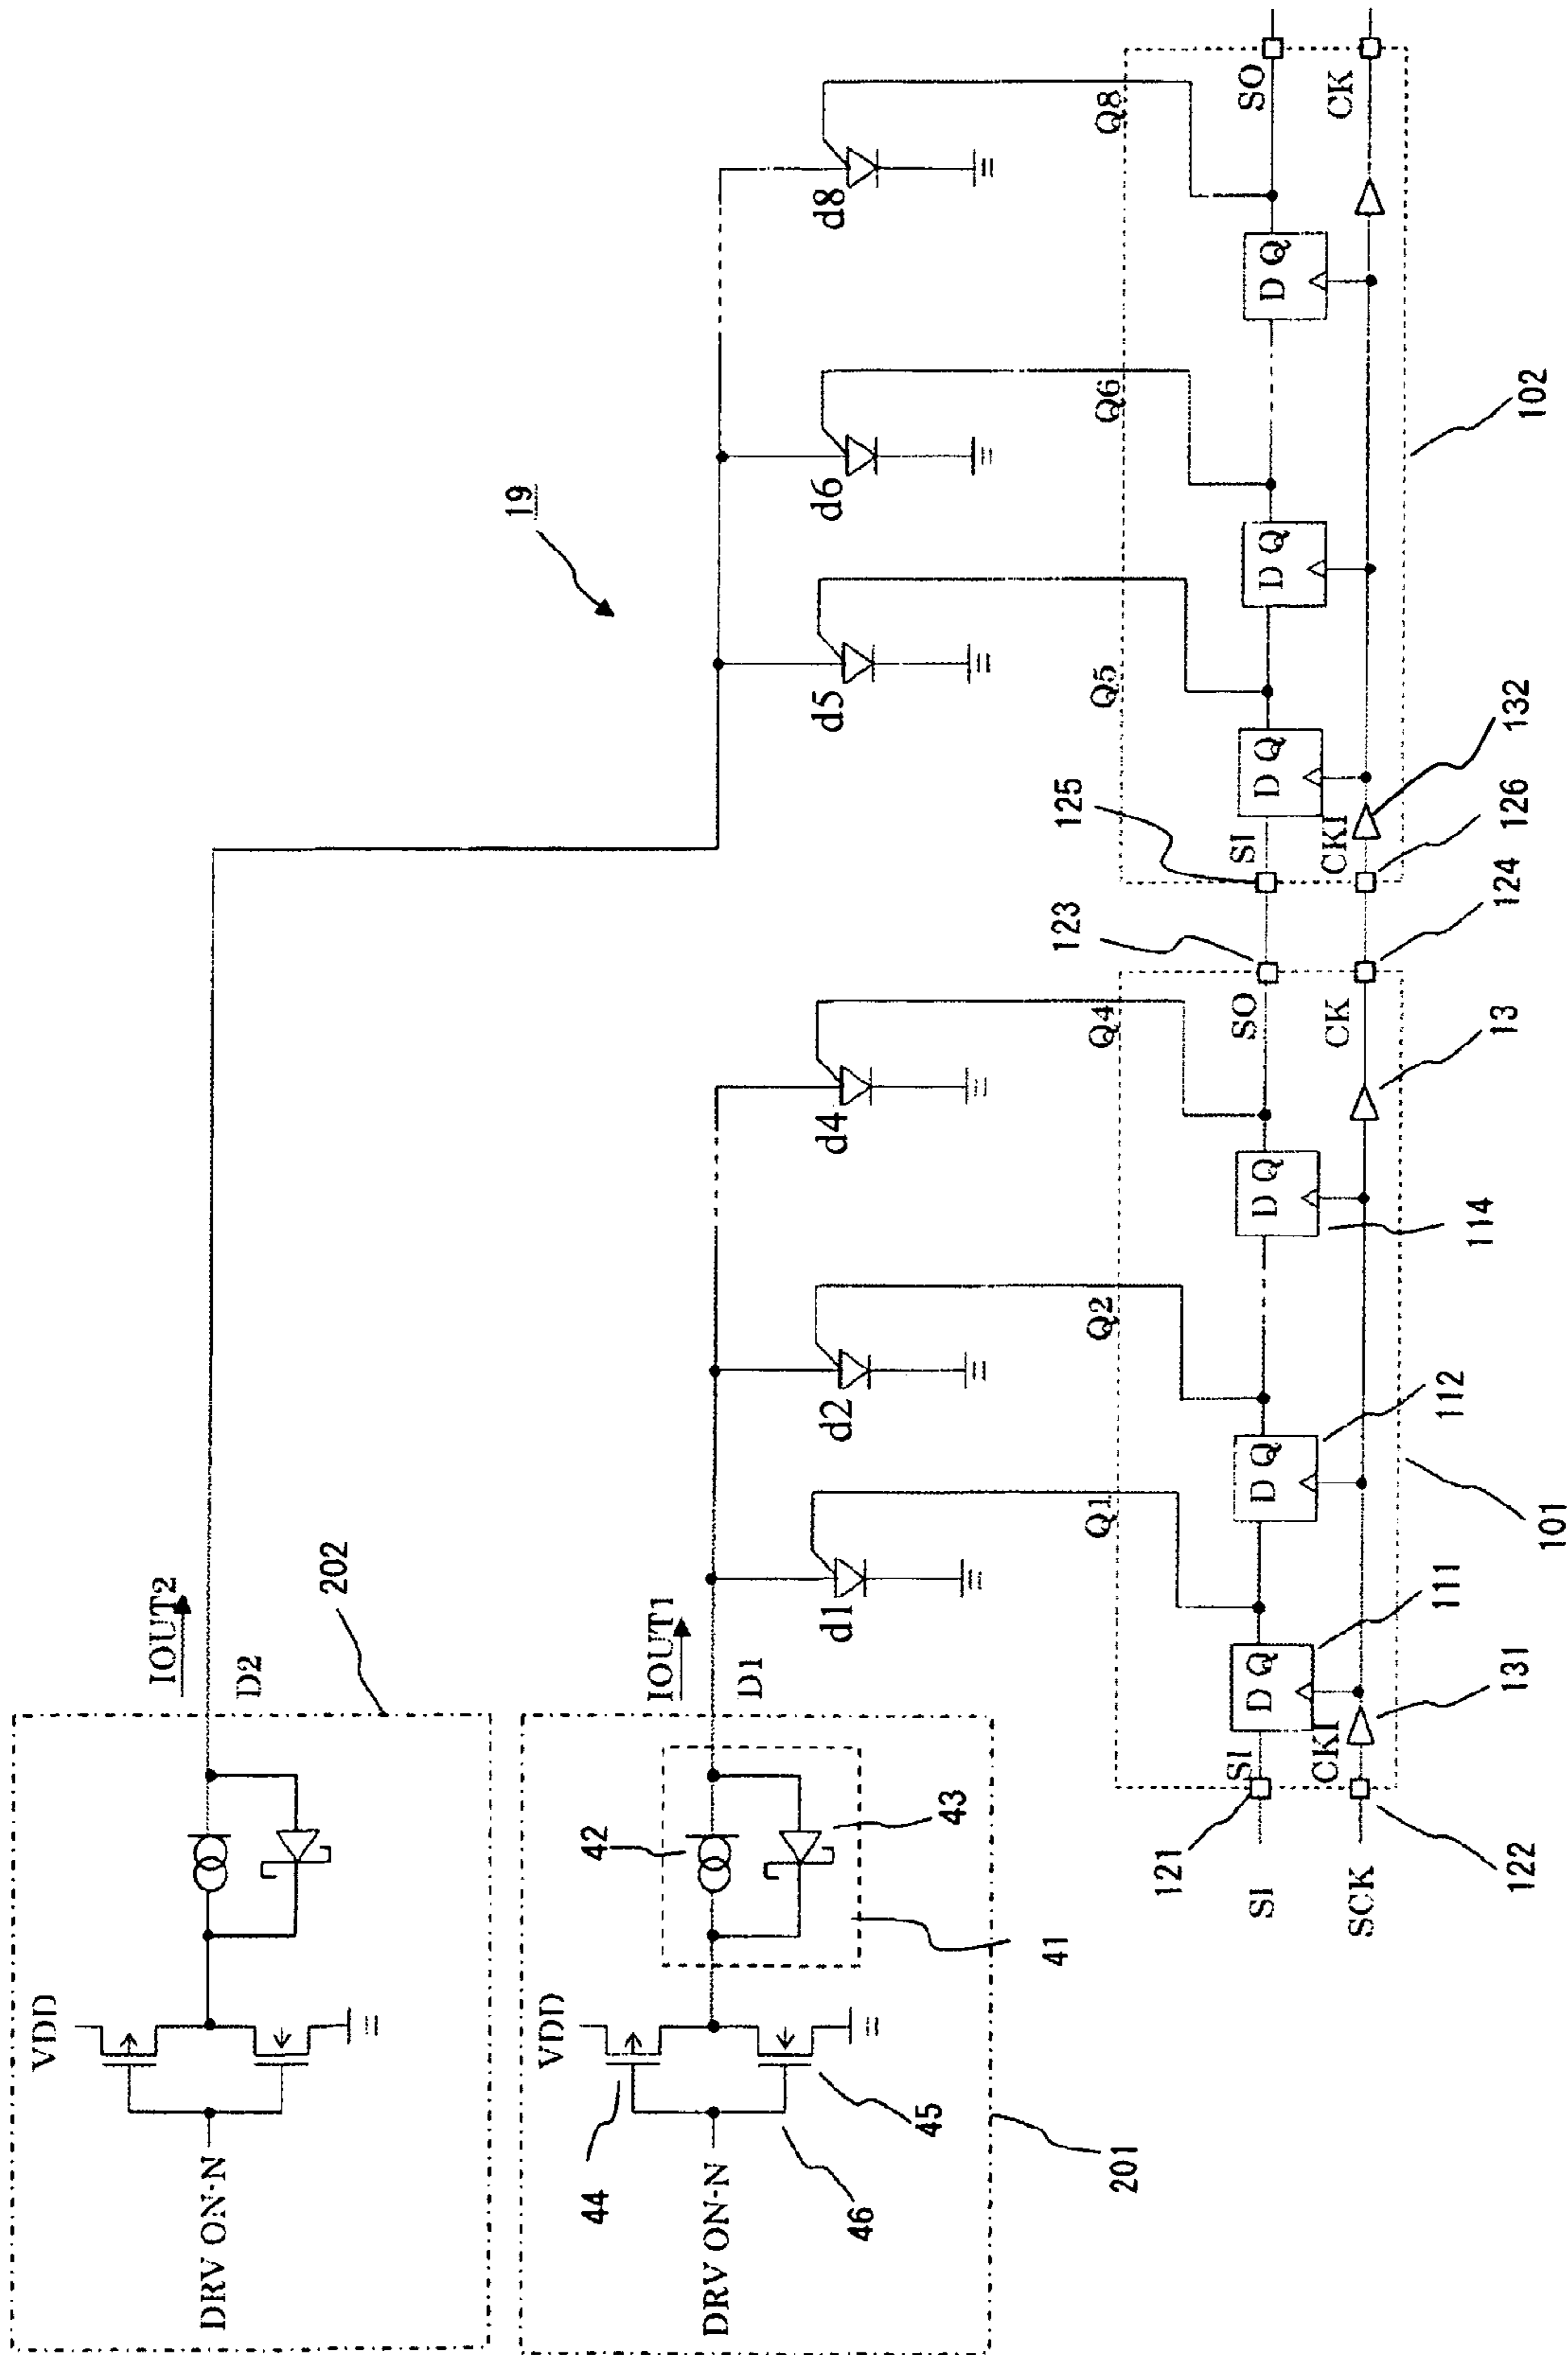 19
VDD
DRV ON-N
IOUT2
D2
202
VDD
DRV ON-N
44
45
46
42
43
41
IOUT1
D1
201
d1
d2
d4
d5
d6
d8
Q1
Q2
Q4
Q5
Q6
Q8
SI
SCK
121
122
SI
CKI
D Q
D Q
D Q
SO
CK
131
111
112
114
13
101
123
124
125
126
SI
CKI
D Q
D Q
D Q
SO
CK
132
102